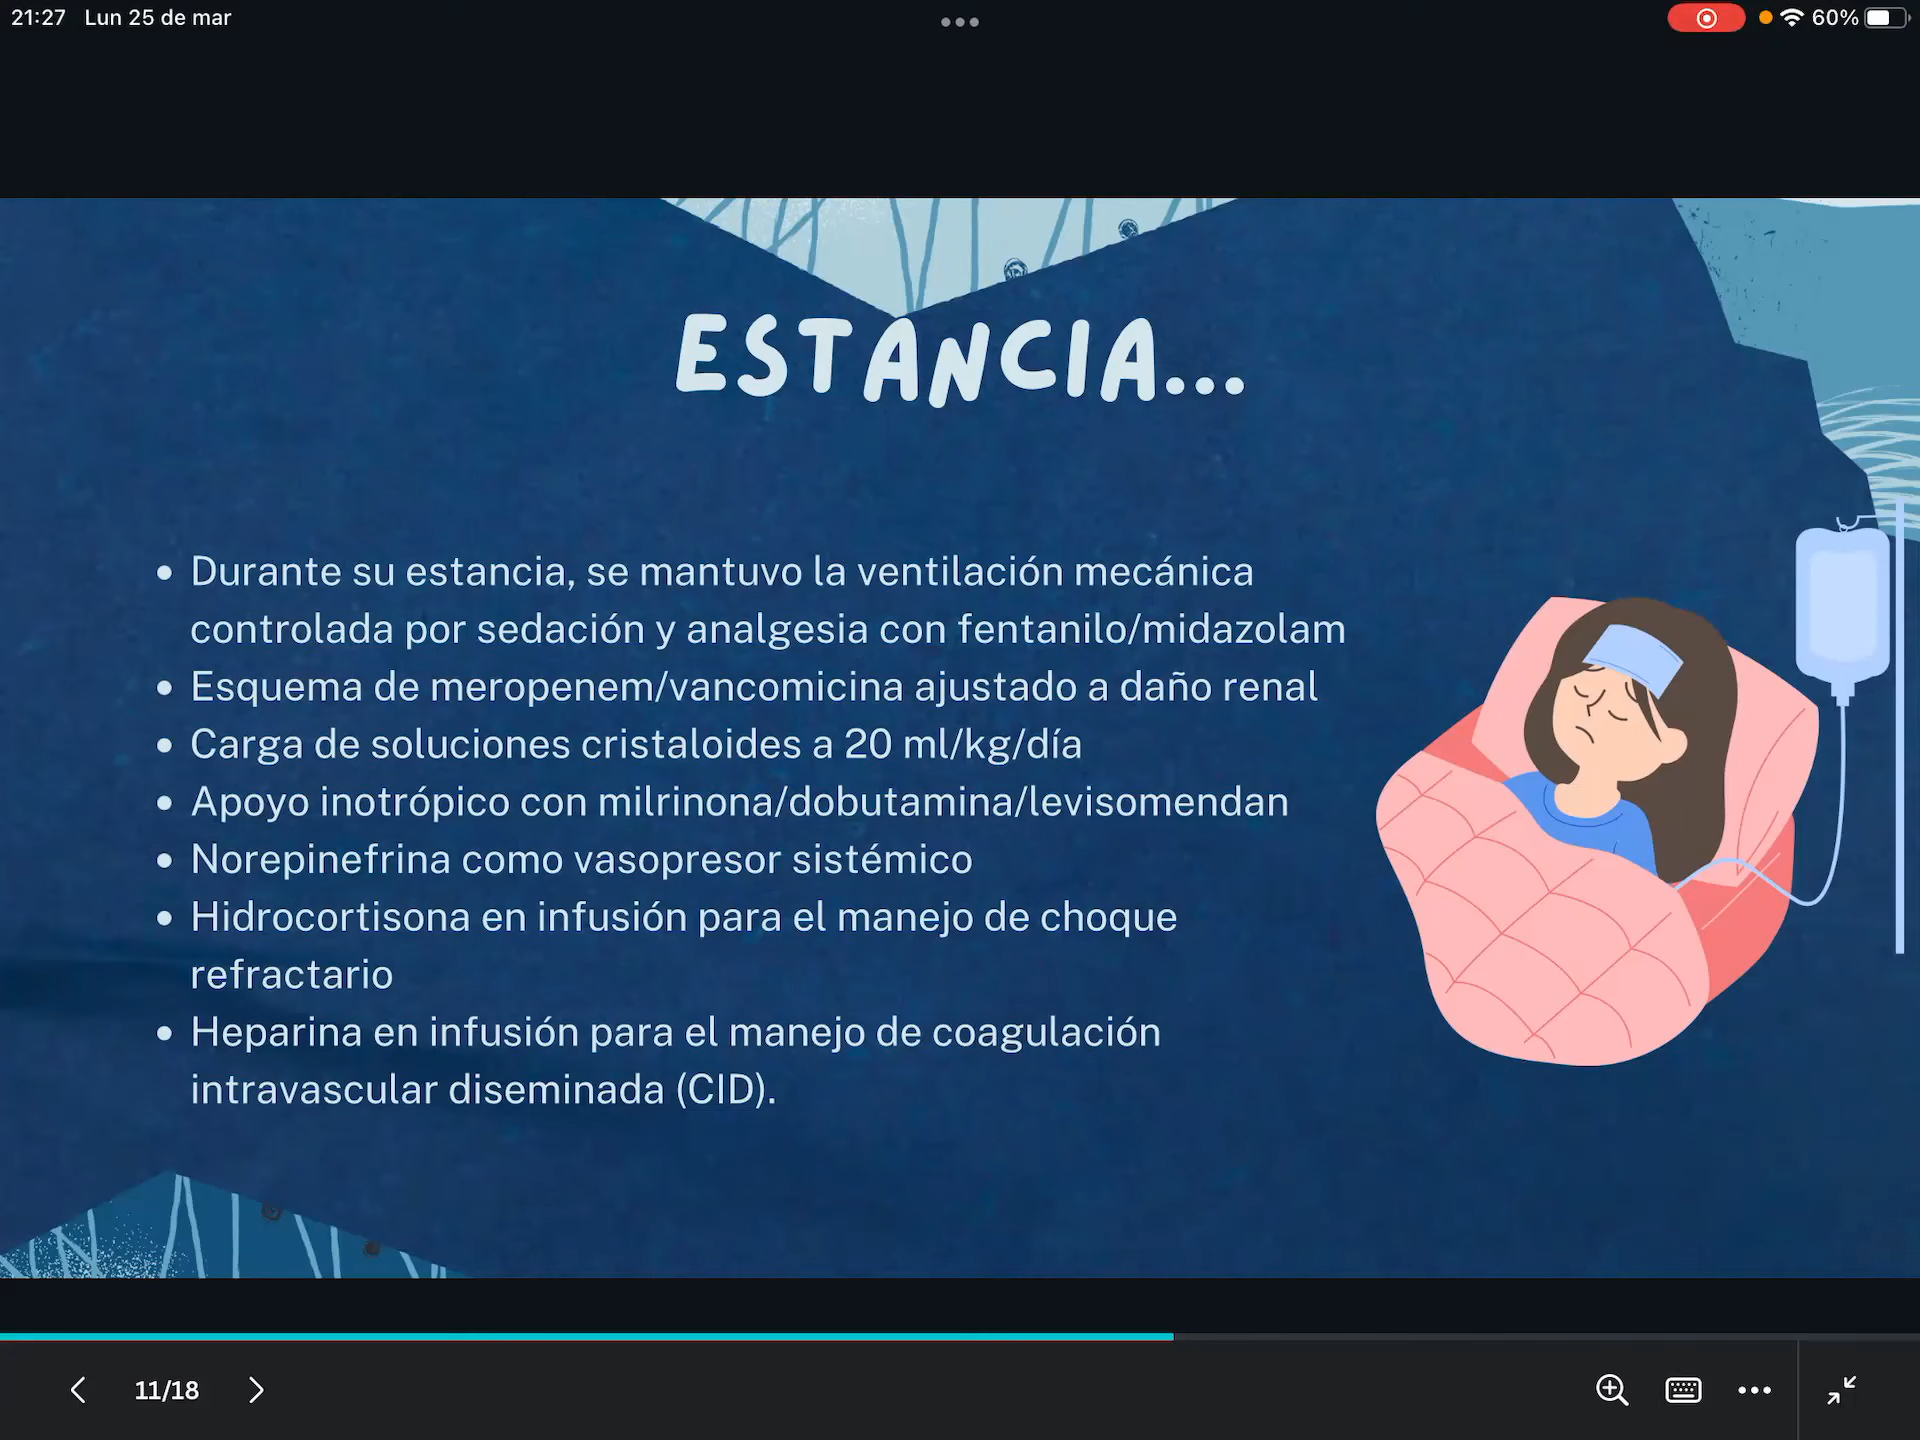 21:27 Lun 25 de mar
60%
ESTANCIA...
• Durante su estancia, se mantuvo la ventilación mecánica
controlada por sedación y analgesia con fentanilo/midazolam
• Esquema de meropenem/vancomicina ajustado a daño renal
• Carga de soluciones cristaloides a 20 ml/kg/día
• Apoyo inotrópico con milrinona/dobutamina/levisomendan
• Norepinefrina como vasopresor sistémico
• Hidrocortisona en infusión para el manejo de choque
refractario
• Heparina en infusión para el manejo de coagulación
intravascular diseminada (CID).
11/18